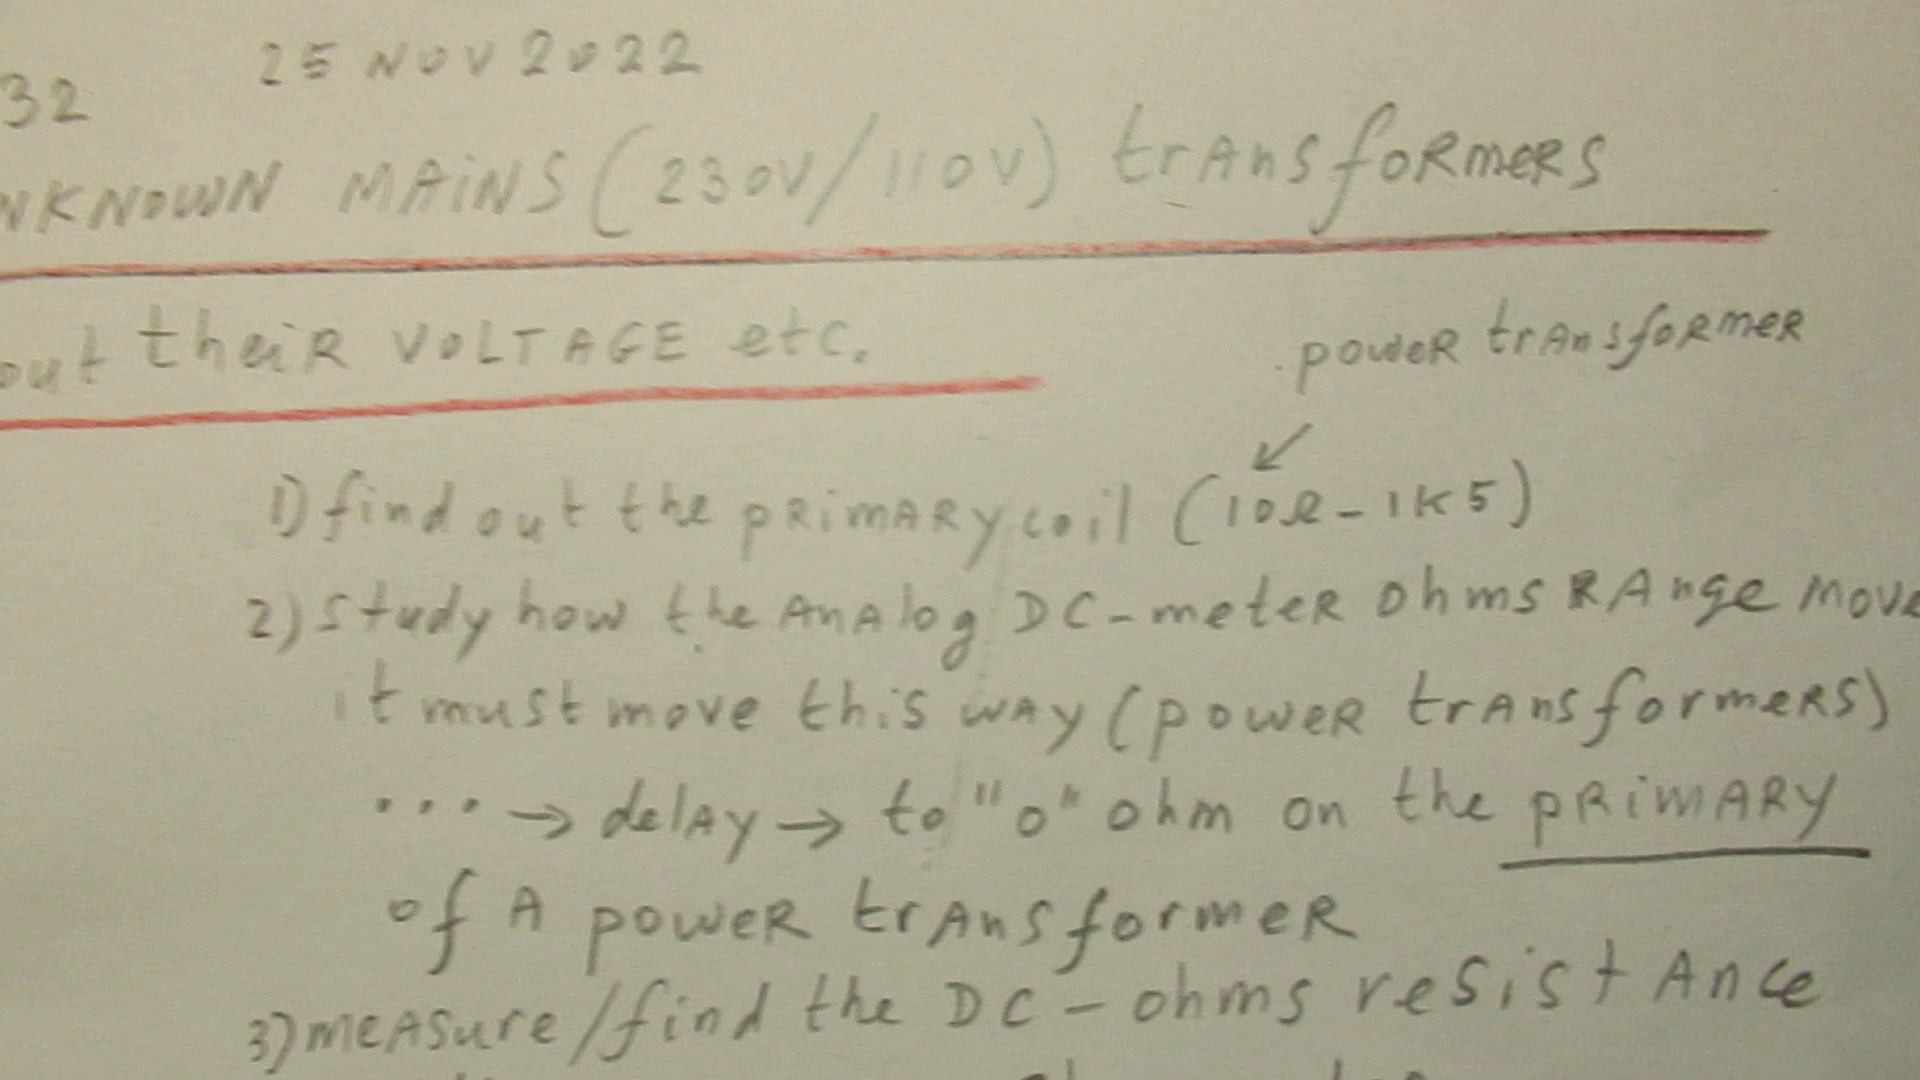 25 NOV 2022
32
NKNOWN MAiNS (230V/110V) trAnsfoRmeRS
out theiR VOLTAGE etc.
poweR trAnsfoRmeR
↙
1) find out the pRimARy coil (10Ω - 1K5)
2) Study how the AnAlog DC-meteR Ohms RAnge move
it must move this wAy (poweR trAnsformeRS)
... → delAy → to "0" ohm on the pRimARY
of A poweR trAnsformeR
3) meAsure/find the DC - ohms resistAnce